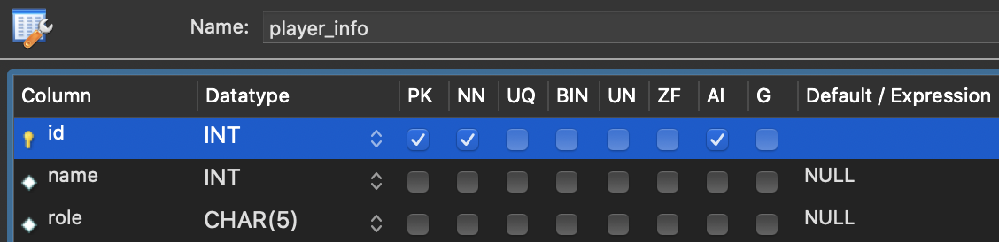 Name: player_info
Column Datatype PK NN UQ BIN UN ZF AI G Default / Expression
id INT
name INT NULL
role CHAR(5) NULL